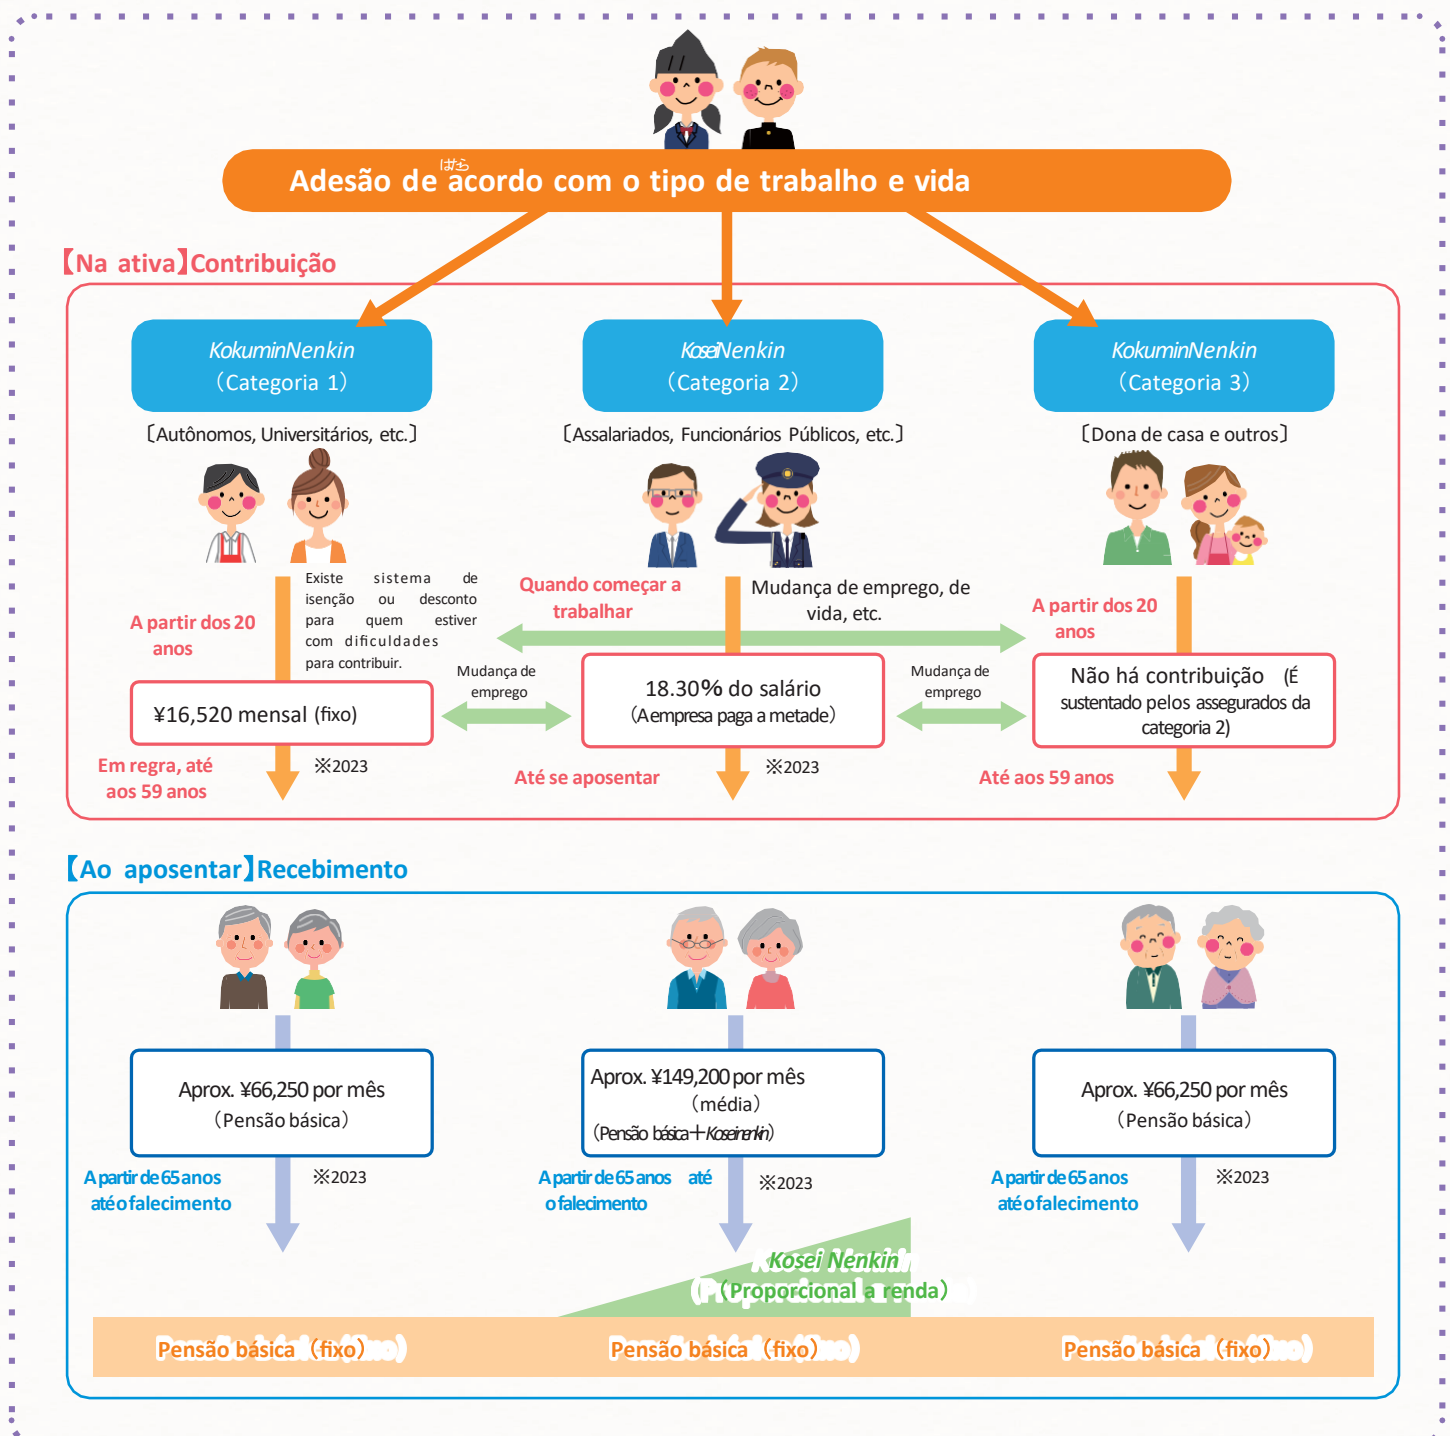 ばら
Adesão de acordo com o tipo de trabalho e vida
【Na ativa】Contribuição
KokuminNenkin
（Categoria 1）
〔Autônomos, Universitários, etc.〕
KoseiNenkin
（Categoria 2）
〔Assalariados, Funcionários Públicos, etc.〕
KokuminNenkin
（Categoria 3）
〔Dona de casa e outros〕
A partir dos 20
anos
Existe sistema de
isenção ou desconto
para quem estiver
com dificuldades
para contribuir.
Quando começar a
trabalhar
Mudança de emprego, de
vida, etc.
A partir dos 20
anos
¥16,520 mensal (fixo)
Mudança de
emprego
18.30% do salário
（A empresa paga a metade）
Mudança de
emprego
Não há contribuição (É
sustentado pelos assegurados da
categoria 2)
Em regra, até
aos 59 anos
※2023
Até se aposentar
※2023
Até aos 59 anos
【Ao aposentar】Recebimento
Aprox. ¥66,250 por mês
（Pensão básica）
Aprox. ¥149,200 por mês
（média）
（Pensão básica＋Koseinenkin）
Aprox. ¥66,250 por mês
（Pensão básica）
A partir de 65 anos
até o falecimento
※2023
A partir de 65 anos até
o falecimento
※2023
A partir de 65 anos
até o falecimento
※2023
Kosei Nenkin
（Proporcional a renda）
Pensão básica（fixo）
Pensão básica（fixo）
Pensão básica（fixo）